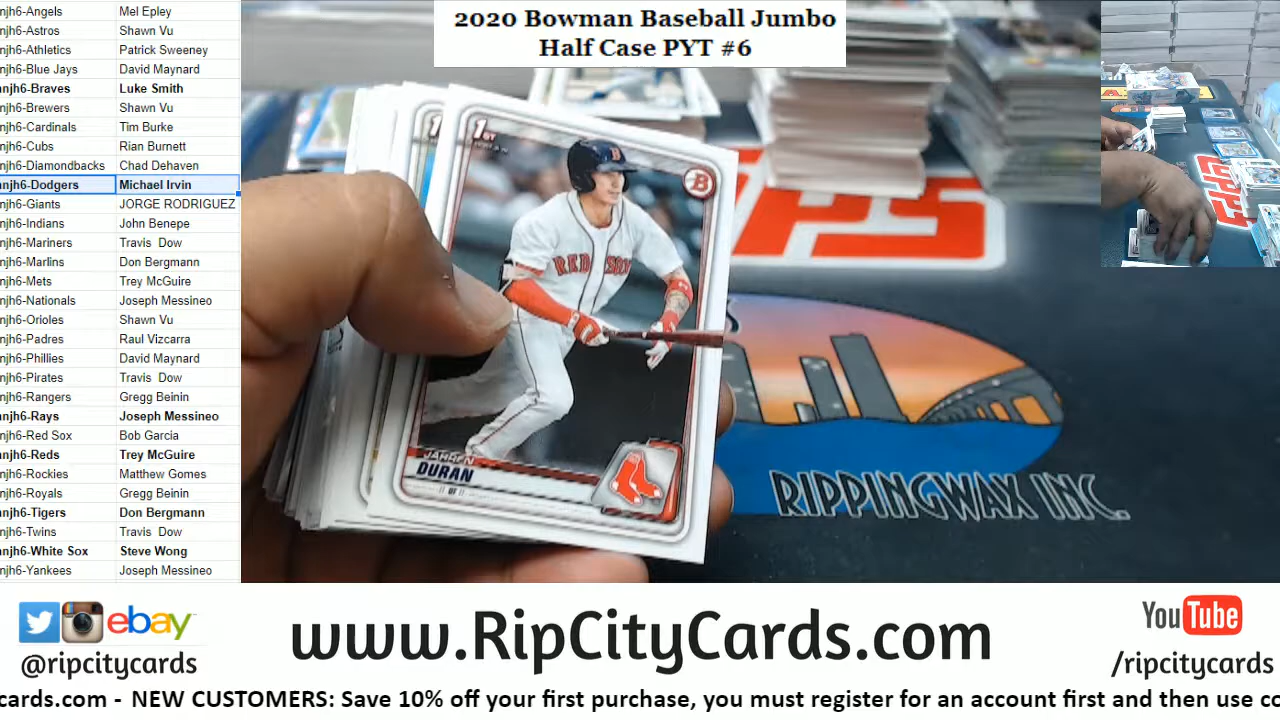 2020 Bowman Baseball Jumbo
Half Case PYT #6
njh6-Angels Mel Epley
njh6-Astros Shawn Vu
njh6-Athletics Patrick Sweeney
njh6-Blue Jays David Maynard
njh6-Braves Luke Smith
njh6-Brewers Shawn Vu
njh6-Cardinals Tim Burke
njh6-Cubs Rian Burnett
njh6-Diamondbacks Chad Dehaven
njh6-Dodgers Michael Irvin
njh6-Giants JORGE RODRIGUEZ
njh6-Indians John Benepe
njh6-Mariners Travis Dow
njh6-Marlins Don Bergmann
njh6-Mets Trey McGuire
njh6-Nationals Joseph Messineo
njh6-Orioles Shawn Vu
njh6-Padres Raul Vizcarra
njh6-Phillies David Maynard
njh6-Pirates Travis Dow
njh6-Rangers Gregg Beinin
njh6-Rays Joseph Messineo
njh6-Red Sox Bob Garcia
njh6-Reds Trey McGuire
njh6-Rockies Matthew Gomes
njh6-Royals Gregg Beinin
njh6-Tigers Don Bergmann
njh6-Twins Travis Dow
njh6-White Sox Steve Wong
njh6-Yankees Joseph Messineo
1ST
B
B
RED SOX
JARREN
DURAN
OPPS
RIPPINGWAX INC.
ebay
@ripcitycards
www.RipCityCards.com
YouTube
/ripcitycards
cards.com - NEW CUSTOMERS: Save 10% off your first purchase, you must register for an account first and then use co